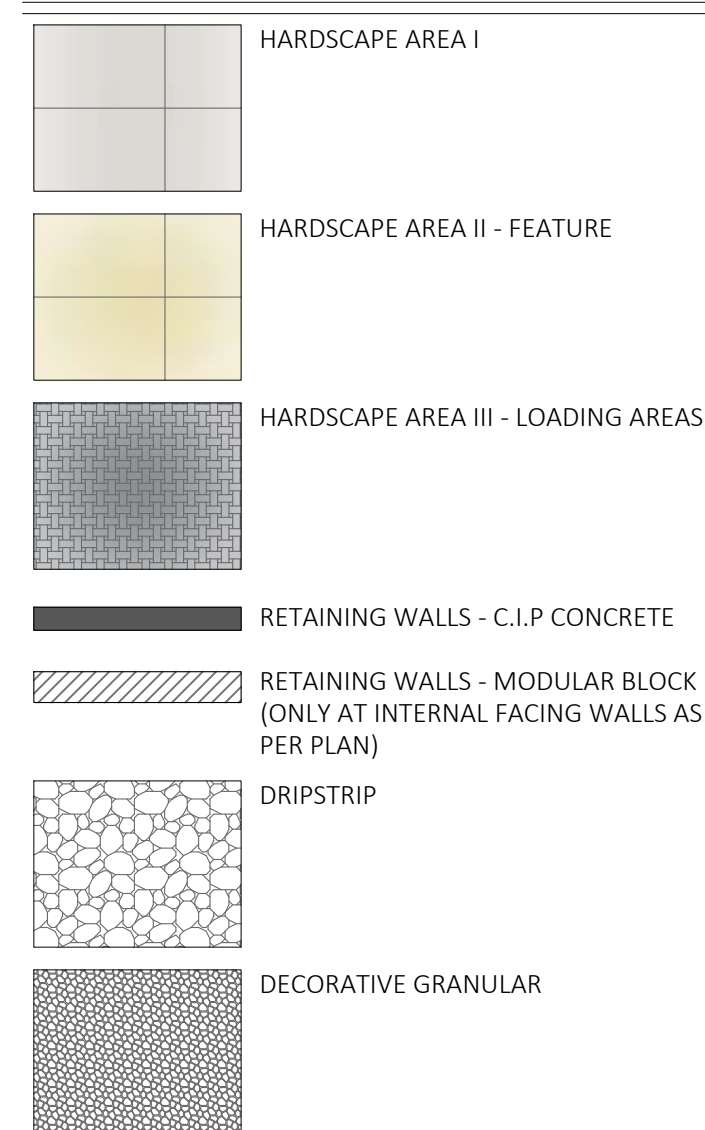 HARDSCAPE AREA I
HARDSCAPE AREA II - FEATURE
HARDSCAPE AREA III - LOADING AREAS
RETAINING WALLS - C.I.P CONCRETE
RETAINING WALLS - MODULAR BLOCK
(ONLY AT INTERNAL FACING WALLS AS
PER PLAN)
DRIPSTRIP
DECORATIVE GRANULAR